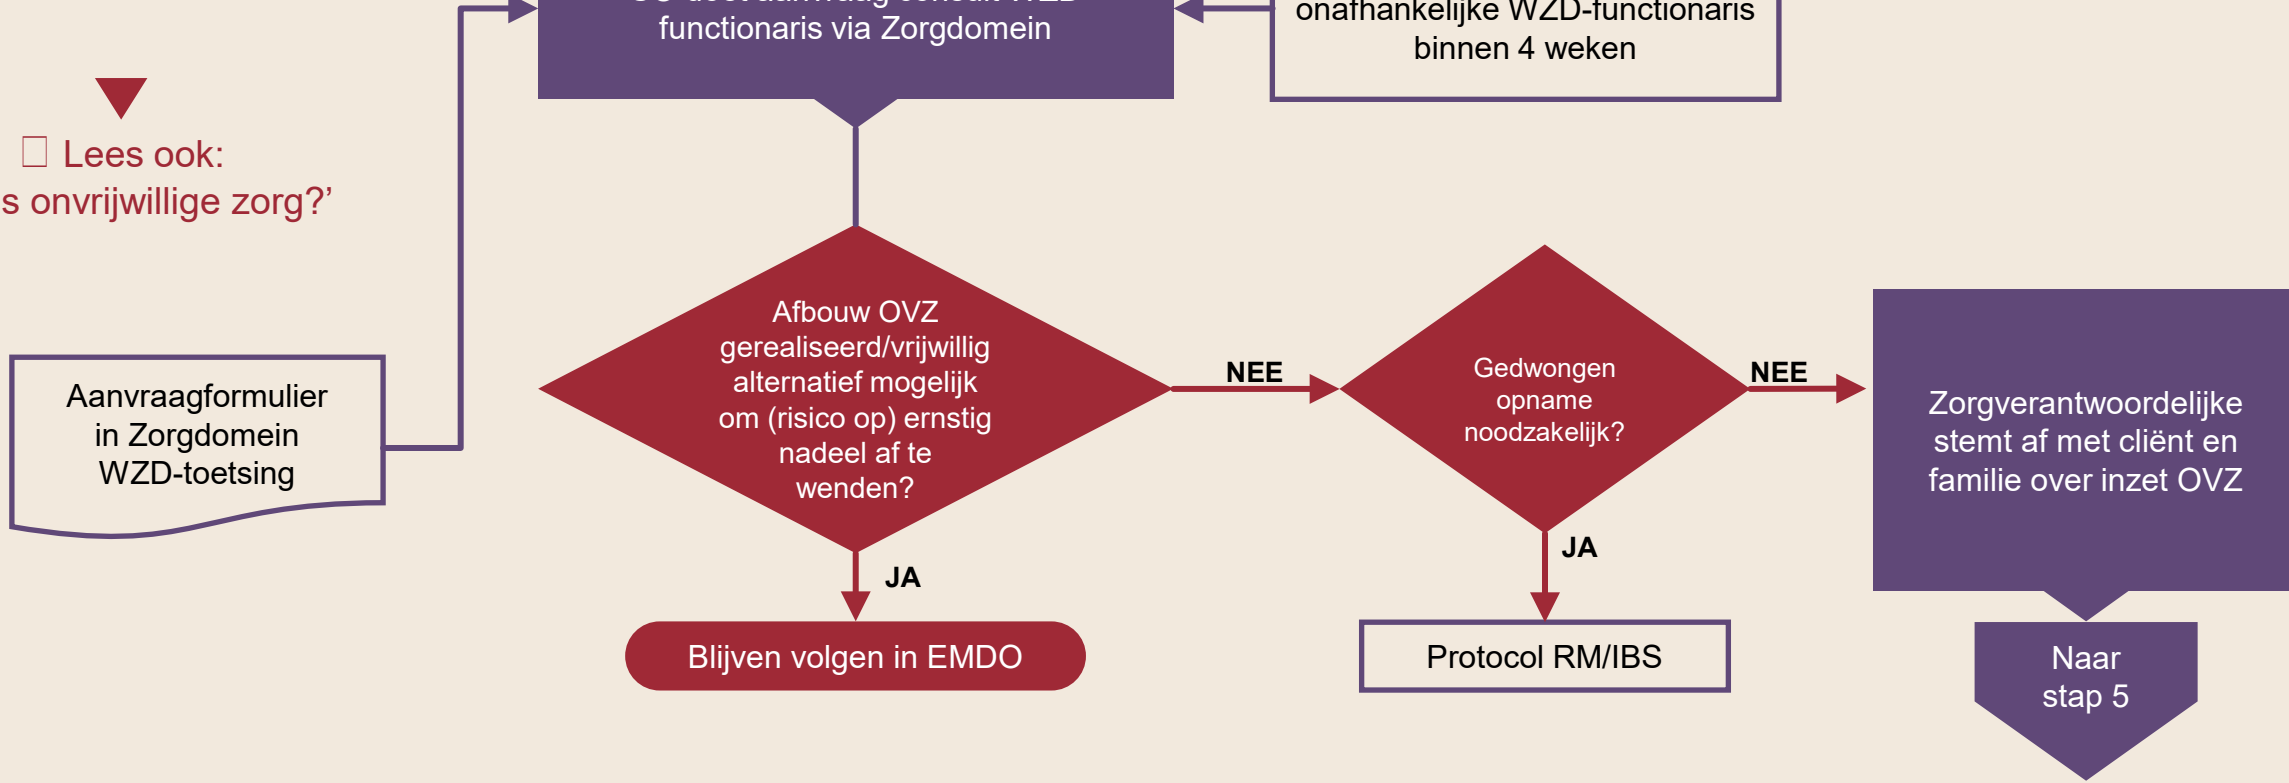 functionaris via Zorgdomein
onafhankelijke WZD-functionaris
binnen 4 weken
Lees ook:
s onvrijwillige zorg?’
Aanvraagformulier
in Zorgdomein
WZD-toetsing
Afbouw OVZ
gerealiseerd/vrijwillig
alternatief mogelijk
om (risico op) ernstig
nadeel af te
wenden?
NEE
JA
Blijven volgen in EMDO
Gedwongen
opname
noodzakelijk?
NEE
JA
Protocol RM/IBS
Zorgverantwoordelijke
stemt af met cliënt en
familie over inzet OVZ
Naar
stap 5